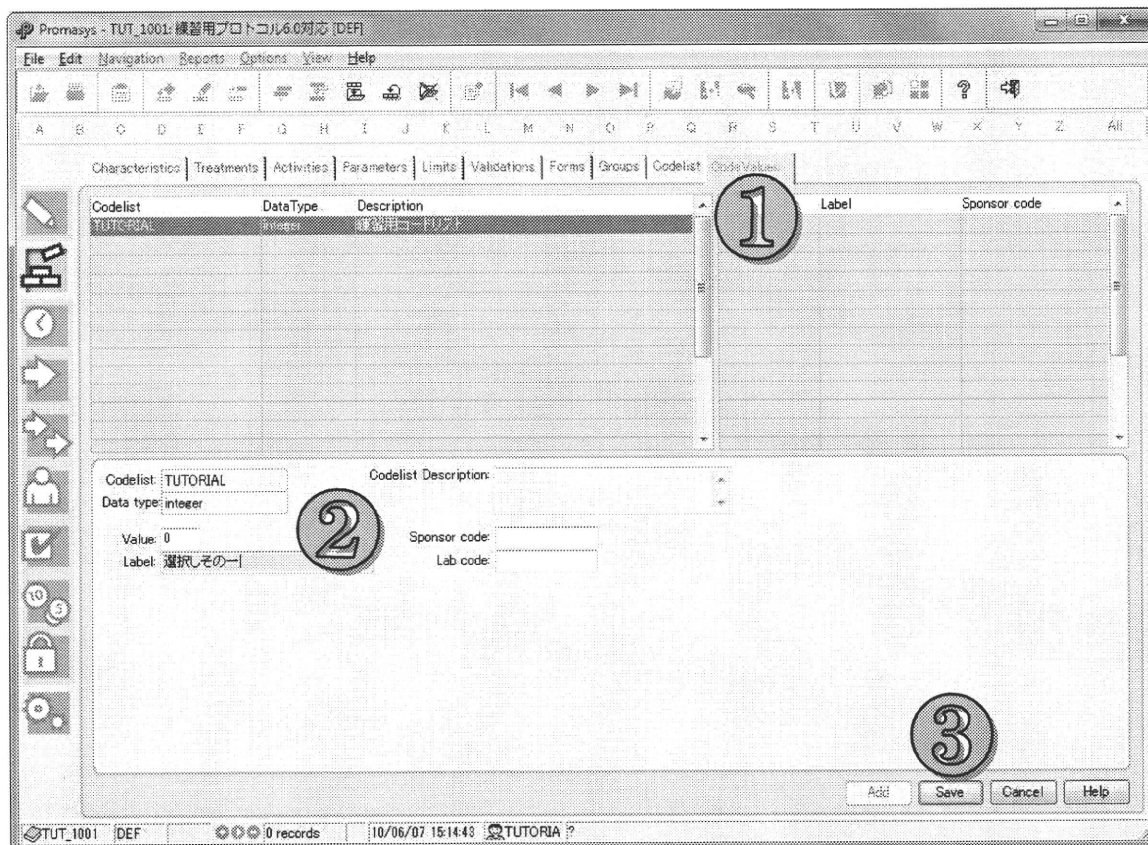 Promasys - TUT_1001: 練習用プロトコル6.0対応 [DEF]
File Edit Navigation Reports Options View Help
A B C D E F G H I J K L M N O P Q R S T U V W X Y Z All
Characteristics Treatments Activities Parameters Limits Validations Forms Groups Codelist CodeValues
Codelist DataType Description Label Sponsor code
TUTORIAL integer 練習用コードリスト
1
Codelist: TUTORIAL Codelist Description:
Data type: integer
2
Value: 0 Sponsor code:
Label: 選択しその一 Lab code:
3
Add Save Cancel Help
TUT_1001 DEF 0 records 10/06/07 15:14:43 TUTORIA ?